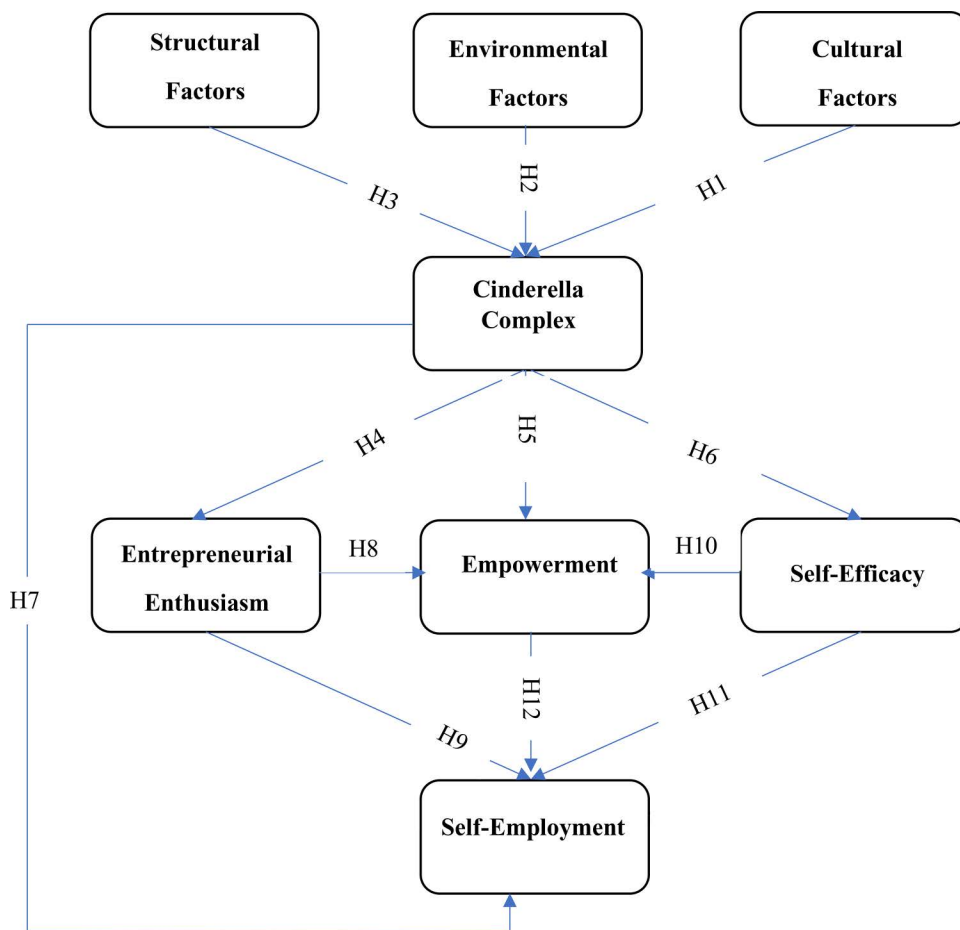 Structural
Factors
Environmental
Factors
Cultural
Factors
H3
H2
H1
Cinderella
Complex
H4
H5
H6
H7
Entrepreneurial
Enthusiasm
H8
Empowerment
H10
Self-Efficacy
H9
H12
H11
Self-Employment